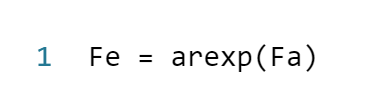 1 Fe = arexp(Fa)